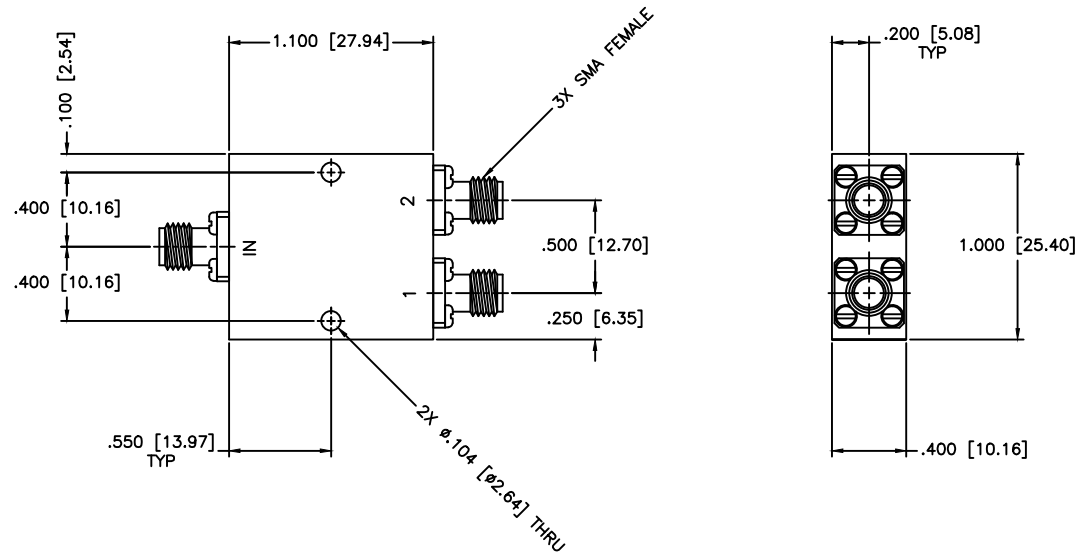 1.100 [27.94]
.100 [2.54]
3X SMA FEMALE
.200 [5.08]
TYP
.400 [10.16]
2
IN
.500 [12.70]
1.000 [25.40]
.400 [10.16]
1
.250 [6.35]
.550 [13.97]
TYP
2X ø.104 [ø2.64] THRU
.400 [10.16]